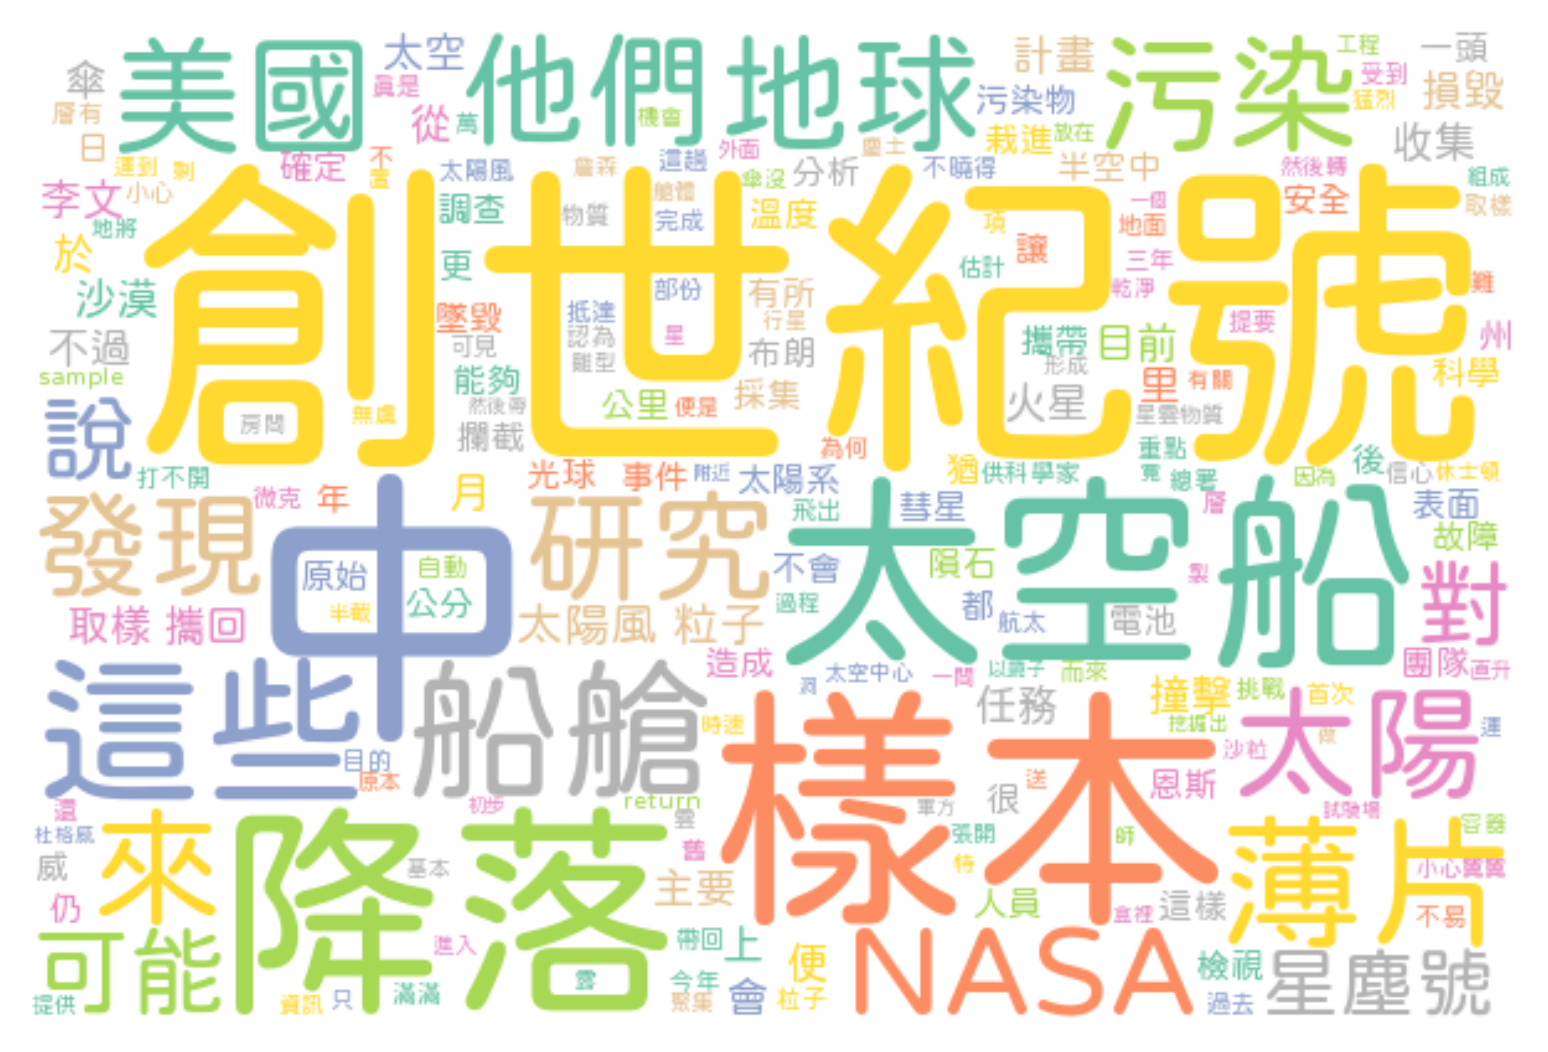 傘 美國 太空 他們 地球 計畫 污染 工程 一頭
層有 眞是 從 萬 機會 污染物 受到 猛烈 損毀
日 運到 剩 確定 不 太陽風 詹森 這趟 外面 塵土 栽進 放在 半空中 然後轉 收集
李文 小心 創世紀號 調查 物質 艙體 完成 傘沒 溫度 分析 不曉得 項 讓 地面 一個 安全 組成 取樣
於 地將 更 部份 有所 估計 三年 難
沙漠 墜毀 抵達 星 行星 乾淨 提要 州
不過 可見 認為 雛型 布朗 攜帶 形成 目前 科學
sample 能夠 然後帶 公里 便是 採集 火星 里 有關 星雲物質
說 房間 無虞 攔截 為何 重點
打不開 微克 年 月 光球 事件 附近 太陽系 猶 供科學家 寬 總署 因為 後 信心 休士頓
發現 中 原始 自動 研究 飛出 彗星 太空船 層 表面 故障
半載 公分 不會 隕石 製
取樣 攜回 太陽風 粒子 過程 都 航太 電池 對
這些 船艙 造成 太空中心 一間 以鑷子 而來 團隊 直升
目的 時速 洞 任務 撞擊 挑戰 首次 太陽
原本 樣本 挖掘出 沙粒 做 運
還 初步 return 雲 軍方 很 送 恩斯 試驗場
杜格威 來 降落 舊 張開 師 薄片 容器
威 基本 主要 特 小心翼翼
仍 進入 帶回 上 人員 盒裡 這樣 不易
可能 雲 今年 便 NASA 檢視 星塵號
提供 資訊 只 滿滿 聚集 會 粒子 過去